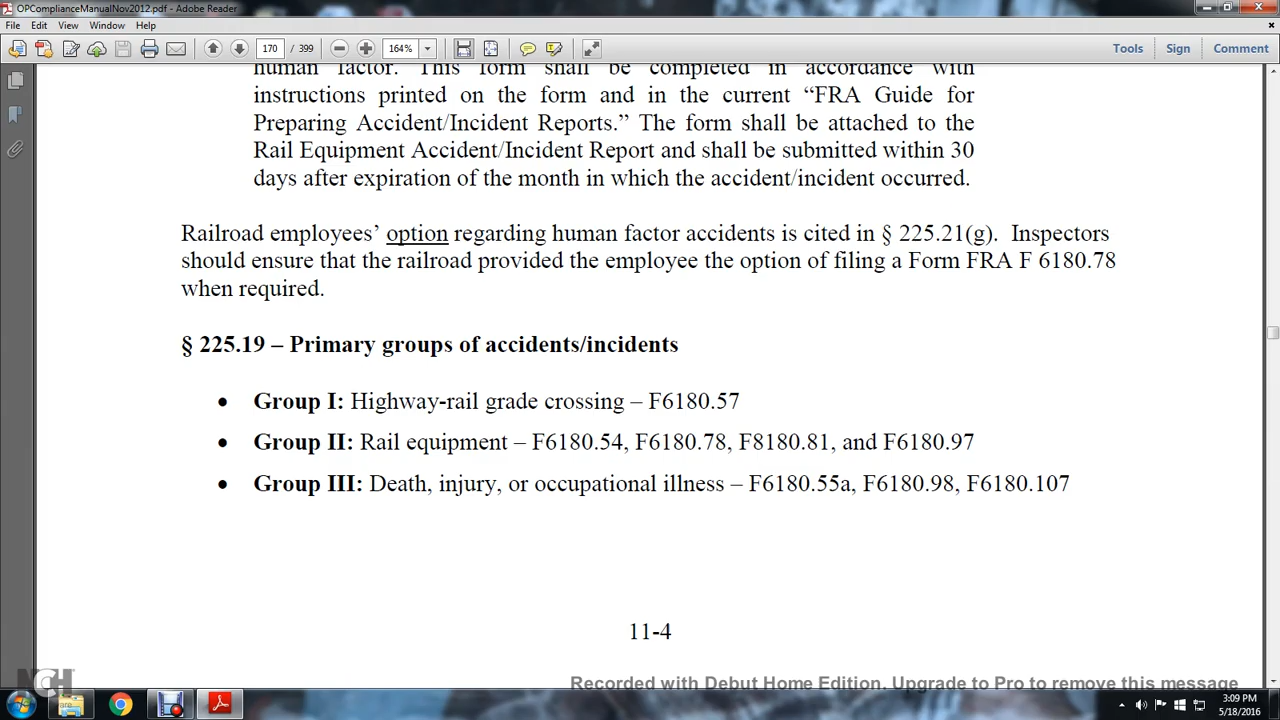 OPComplianceManualNov2012.pdf - Adobe Reader
File Edit View Window Help
170 / 399 164% Tools Sign Comment
human factor. This form shall be completed in accordance with
instructions printed on the form and in the current “FRA Guide for
Preparing Accident/Incident Reports.” The form shall be attached to the
Rail Equipment Accident/Incident Report and shall be submitted within 30
days after expiration of the month in which the accident/incident occurred.
Railroad employees’ option regarding human factor accidents is cited in § 225.21(g). Inspectors
should ensure that the railroad provided the employee the option of filing a Form FRA F 6180.78
when required.
§ 225.19 – Primary groups of accidents/incidents
• Group I: Highway-rail grade crossing – F6180.57
• Group II: Rail equipment – F6180.54, F6180.78, F8180.81, and F6180.97
• Group III: Death, injury, or occupational illness – F6180.55a, F6180.98, F6180.107
11-4
NCH
Recorded with Debut Home Edition. Upgrade to Pro to remove this message
3:09 PM
5/18/2016